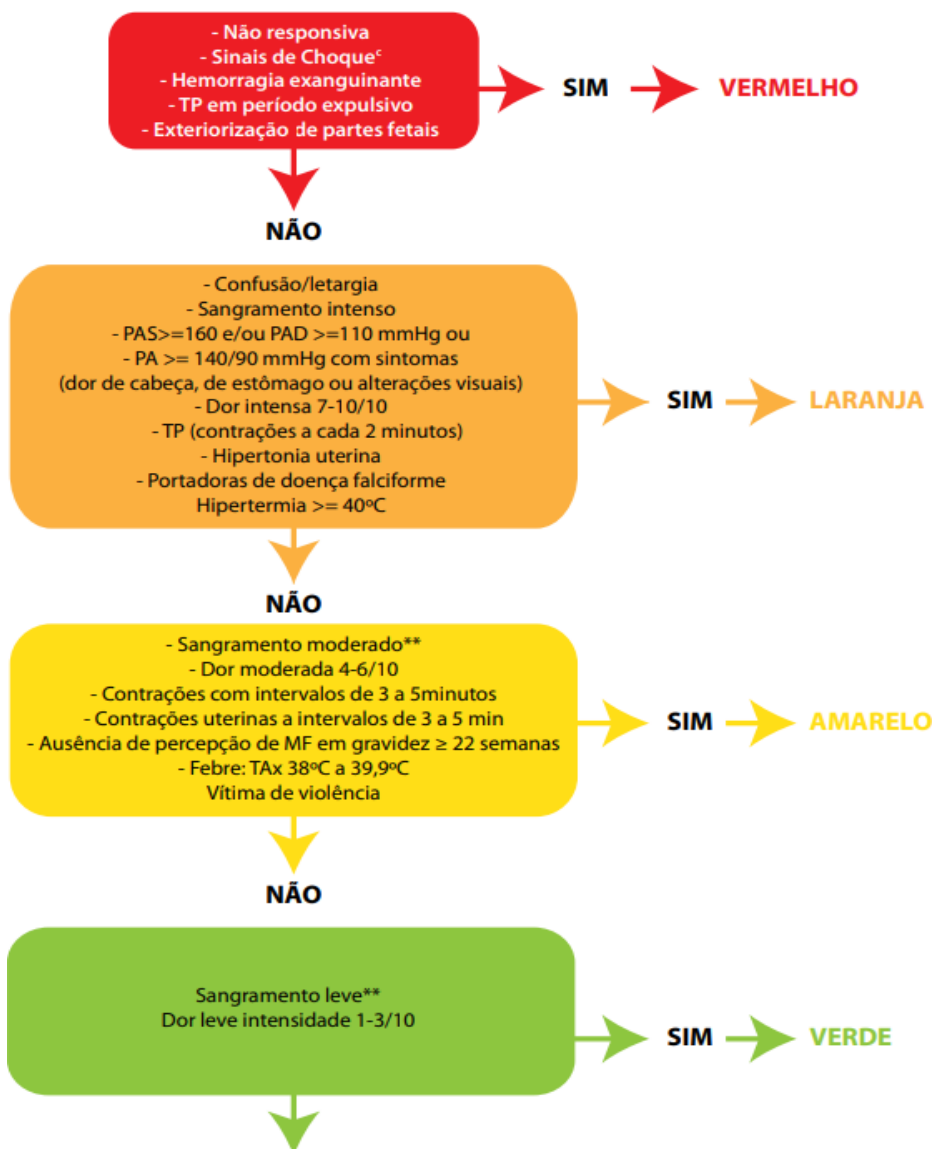 - Não responsiva
- Sinais de Choqueᶜ
- Hemorragia exanguinante
- TP em período expulsivo
- Exteriorização de partes fetais
SIM
VERMELHO
NÃO
- Confusão/letargia
- Sangramento intenso
- PAS>=160 e/ou PAD >=110 mmHg ou
- PA >= 140/90 mmHg com sintomas
(dor de cabeça, de estômago ou alterações visuais)
- Dor intensa 7-10/10
- TP (contrações a cada 2 minutos)
- Hipertonia uterina
- Portadoras de doença falciforme
Hipertermia >= 40ºC
SIM
LARANJA
NÃO
- Sangramento moderado**
- Dor moderada 4-6/10
- Contrações com intervalos de 3 a 5minutos
- Contrações uterinas a intervalos de 3 a 5 min
- Ausência de percepção de MF em gravidez ≥ 22 semanas
- Febre: TAx 38ºC a 39,9ºC
Vítima de violência
SIM
AMARELO
NÃO
Sangramento leve**
Dor leve intensidade 1-3/10
SIM
VERDE